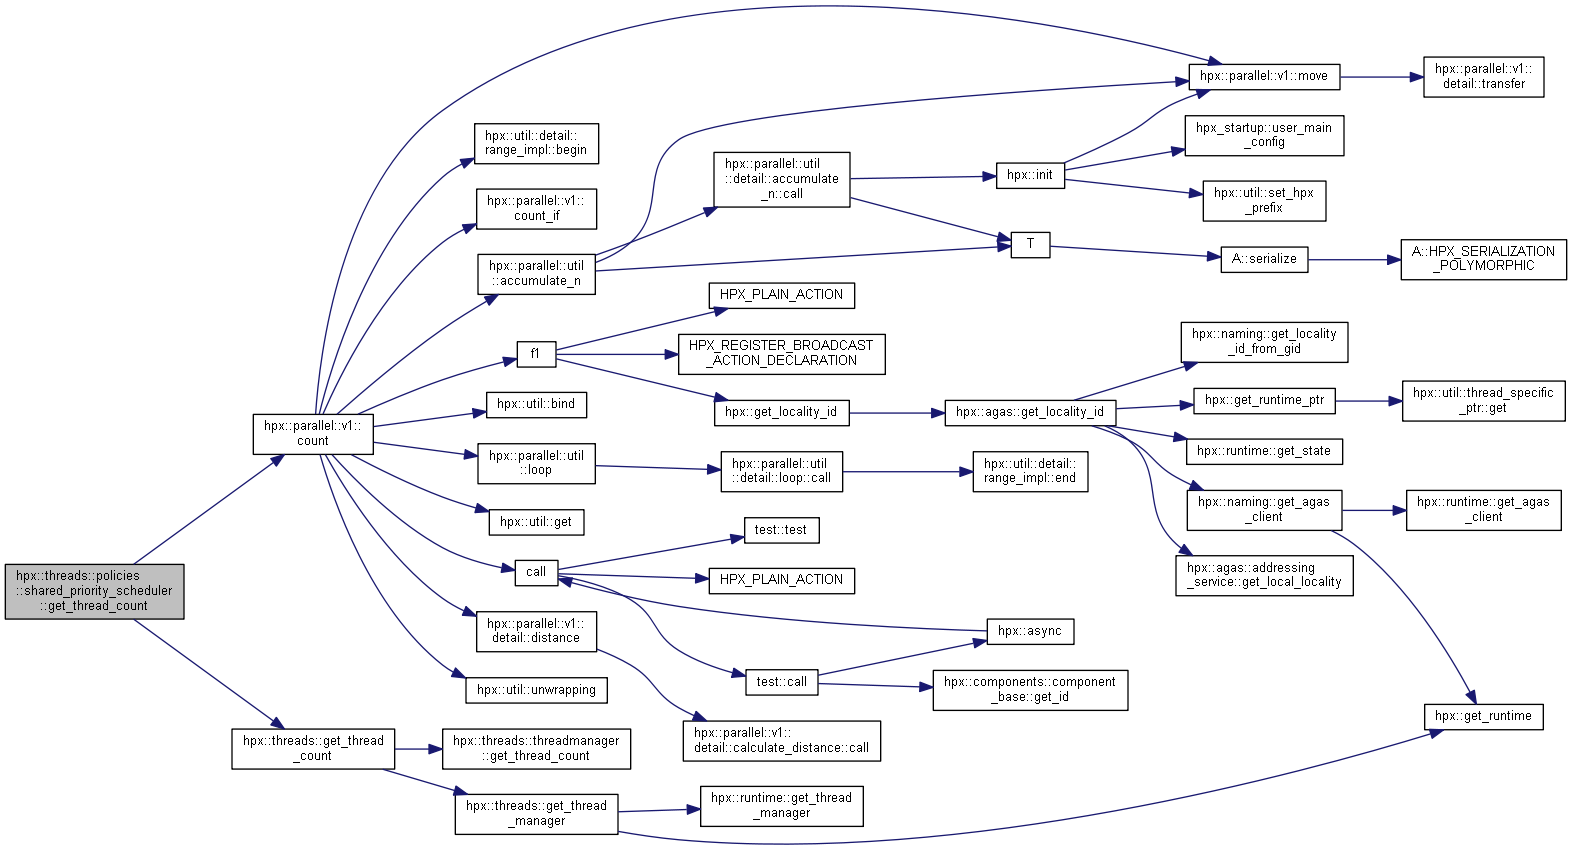 hpx::threads::policies
::shared_priority_scheduler
::get_thread_count
hpx::parallel::v1::
count
hpx::util::detail::
range_impl::begin
hpx::parallel::v1::
count_if
hpx::parallel::util
::accumulate_n
f1
hpx::util::bind
hpx::parallel::util
::loop
hpx::util::get
call
hpx::parallel::v1::
detail::distance
hpx::util::unwrapping
hpx::threads::get_thread
_count
hpx::threads::threadmanager
::get_thread_count
hpx::threads::get_thread
_manager
hpx::parallel::util
::detail::accumulate
_n::call
HPX_PLAIN_ACTION
HPX_REGISTER_BROADCAST
_ACTION_DECLARATION
hpx::get_locality_id
hpx::parallel::util
::detail::loop::call
test::test
HPX_PLAIN_ACTION
test::call
hpx::parallel::v1::
detail::calculate_distance::call
hpx::runtime::get_thread
_manager
hpx::init
T
hpx::agas::get_locality_id
hpx::util::detail::
range_impl::end
hpx::async
hpx::components::component
_base::get_id
hpx::parallel::v1::move
hpx_startup::user_main
_config
hpx::util::set_hpx
_prefix
A::serialize
hpx::naming::get_locality
_id_from_gid
hpx::get_runtime_ptr
hpx::runtime::get_state
hpx::naming::get_agas
_client
hpx::agas::addressing
_service::get_local_locality
hpx::parallel::v1::
detail::transfer
A::HPX_SERIALIZATION
_POLYMORPHIC
hpx::util::thread_specific
_ptr::get
hpx::runtime::get_agas
_client
hpx::get_runtime